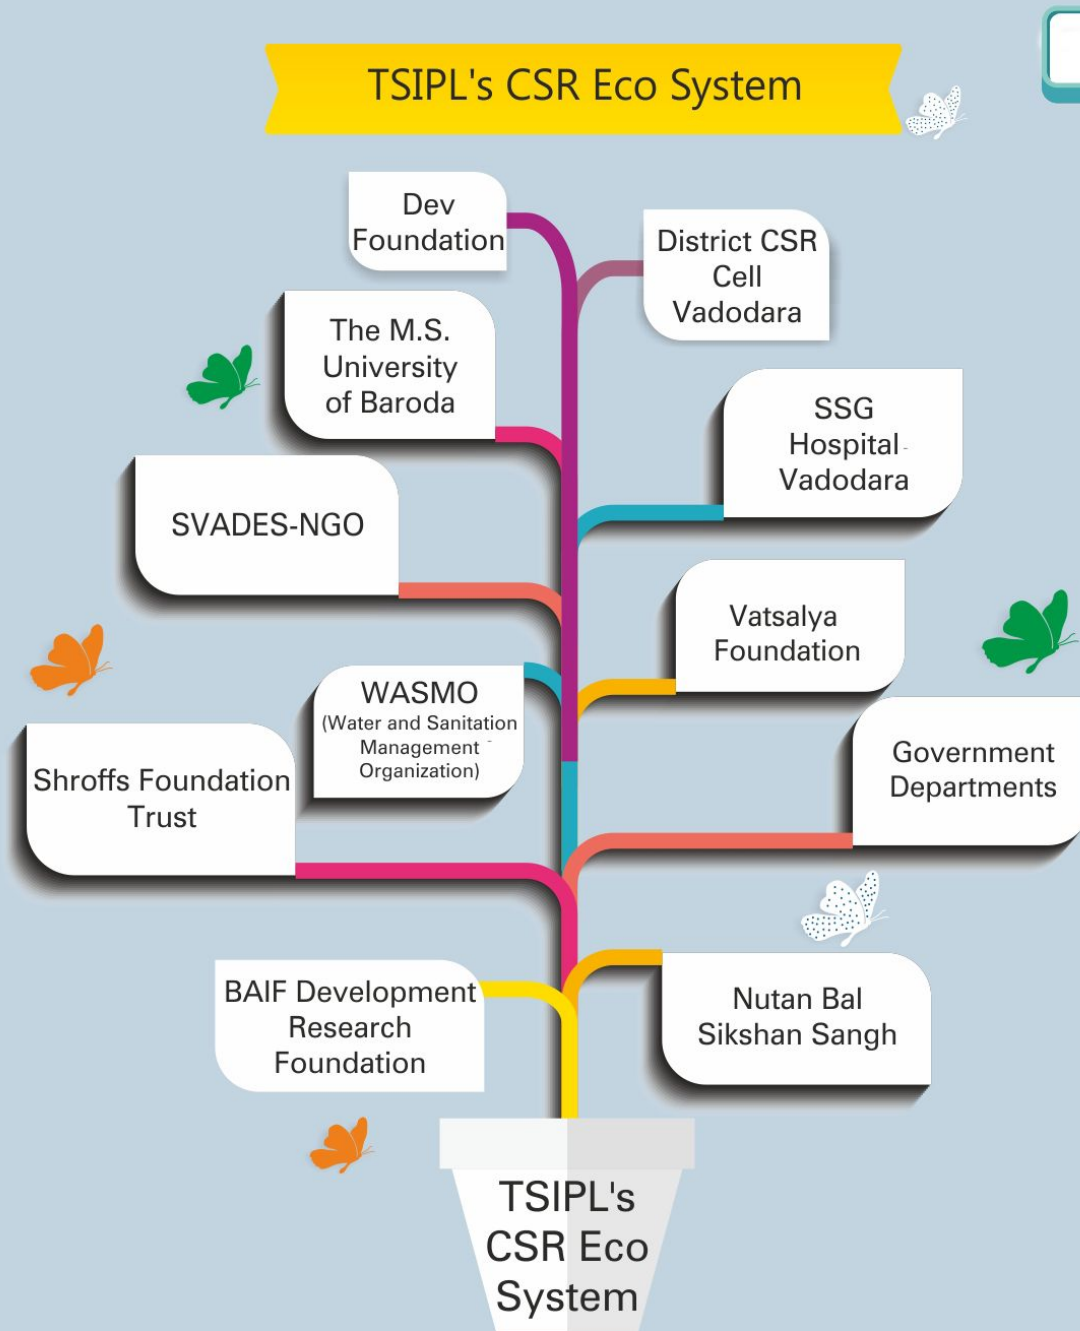 TSIPL's CSR Eco System
Dev
Foundation
District CSR
Cell
Vadodara
The M.S.
University
of Baroda
SSG
Hospital-
Vadodara
SVADES-NGO
Vatsalya
Foundation
WASMO
(Water and Sanitation
Management -
Organization)
Shroffs Foundation
Trust
Government
Departments
BAIF Development
Research
Foundation
Nutan Bal
Sikshan Sangh
TSIPL's
CSR Eco
System